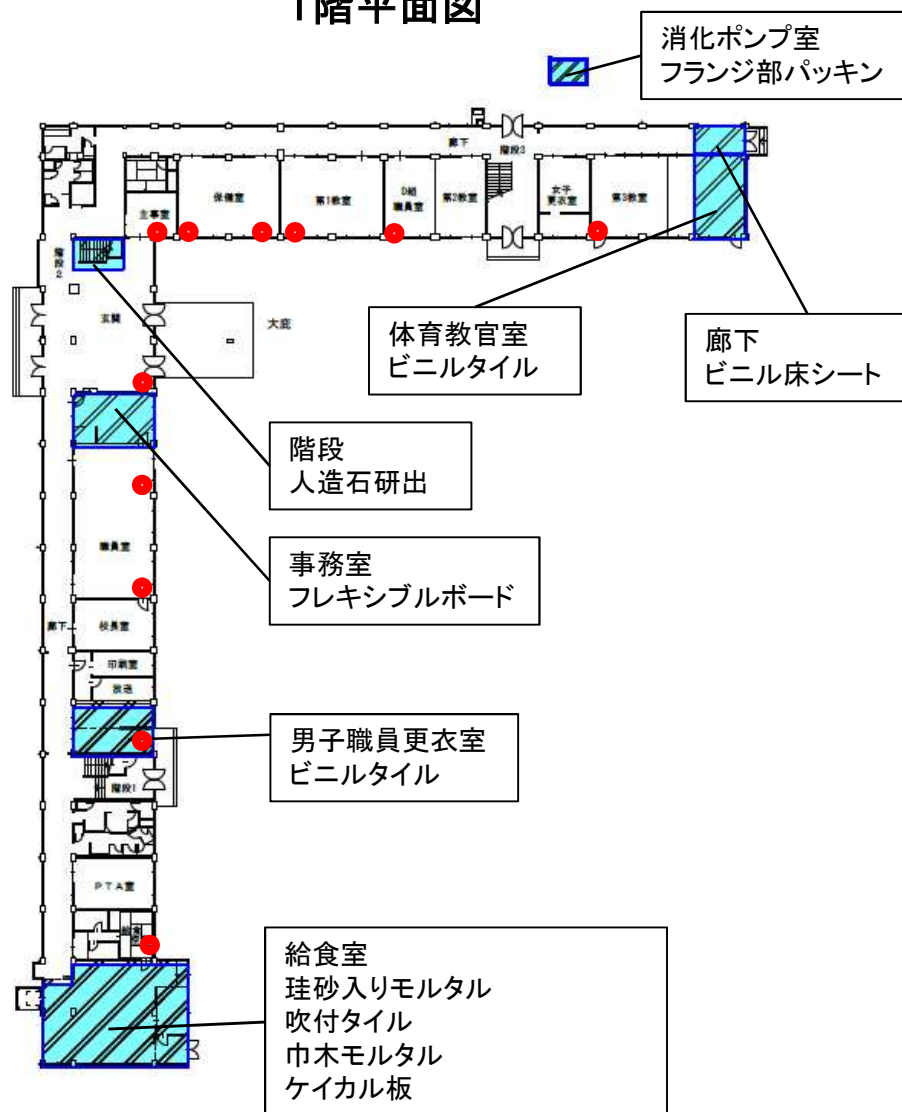 1階平面図
消化ポンプ室
フランジ部パッキン
廊下
階段3
主事室
保健室
第1教室
D組
職員室
第2教室
女子
更衣室
第3教室
階段2
玄関
大庇
体育教官室
ビニルタイル
廊下
ビニル床シート
階段
人造石研出
職員室
事務室
フレキシブルボード
廊下
校長室
印刷室
放送
男子職員更衣室
ビニルタイル
階段1
PTA室
給食室
珪砂入りモルタル
吹付タイル
巾木モルタル
ケイカル板